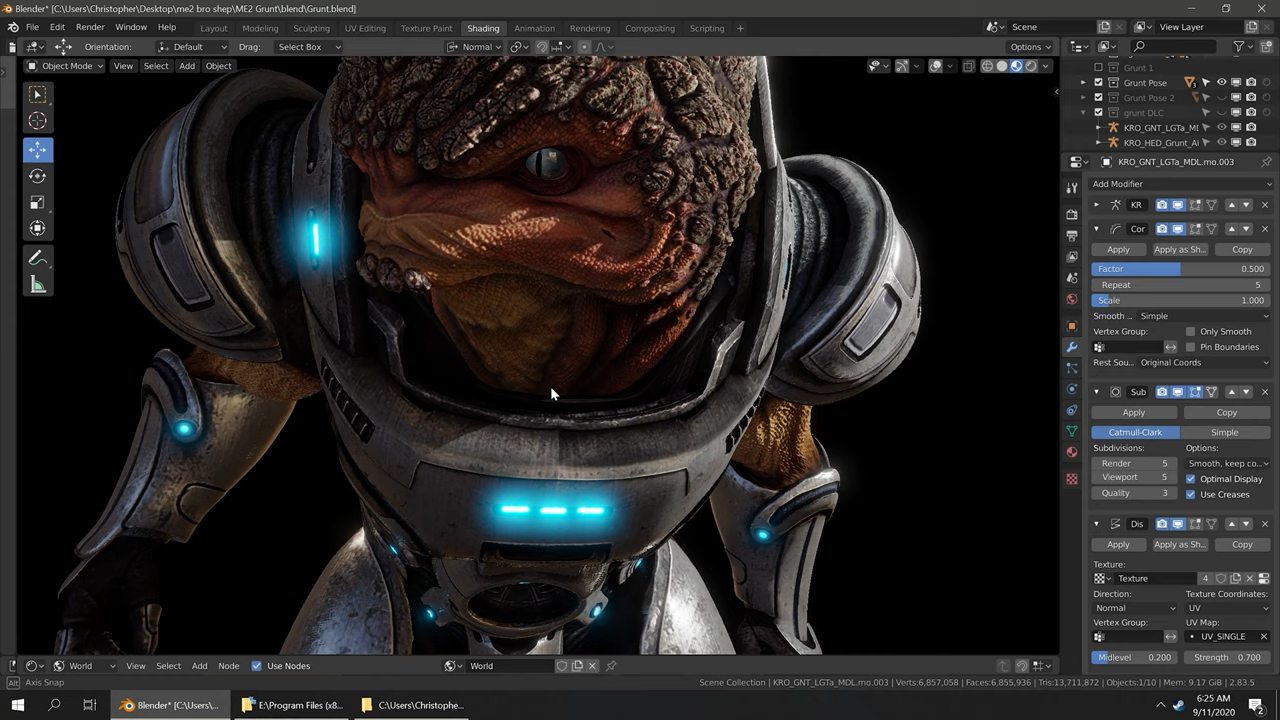 Blender* [C:\Users\Christopher\Desktop\me2 bro shep\ME2 Grunt\blend\Grunt.blend]
File Edit Render Window Help Layout Modeling Sculpting UV Editing Texture Paint Shading Animation Rendering Compositing Scripting Scene View Layer
Orientation: Default Drag: Select Box Normal Options
Object Mode View Select Add Object
Grunt 1
Grunt Pose
Grunt Pose 2
grunt DLC
KRO_GNT_LGTa_MI
KRO_HED_Grunt_AI
KRO_GNT_LGTa_MDL.mo.003
Add Modifier
KR
Cor
Apply Apply as Sh... Copy
Factor 0.500
Repeat 5
Scale 1.000
Smooth ... Simple
Vertex Group: Only Smooth
Pin Boundaries
Rest Sou... Original Coords
Sub
Apply Copy
Catmull-Clark Simple
Subdivisions: Options:
Render 5 Smooth, keep co...
Viewport 5 Optimal Display
Quality 3 Use Creases
Dis
Apply Apply as Sh... Copy
Texture:
Texture 4
Direction: Texture Coordinates:
Normal UV
Vertex Group: UV Map:
UV_SINGLE
Midlevel 0.200 Strength 0.700
World View Select Add Node Use Nodes World
Alt Axis Snap Scene Collection | KRO_GNT_LGTa_MDL.mo.003 | Verts:6,857,058 | Faces:6,855,936 | Tris:13,711,872 | Objects:1/10 | Mem: 9.17 GiB | 2.83.5
Blender* [C:\Users\... E:\Program Files (x8... C:\Users\Christophe... 6:25 AM
9/11/2020
2